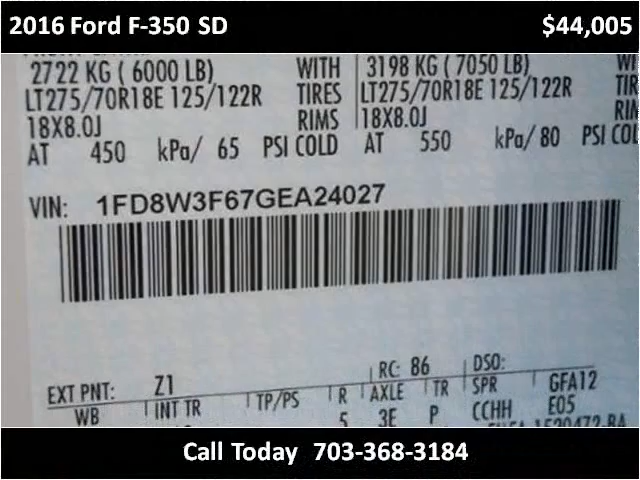 2016 Ford F-350 SD $44,005
2722 KG ( 6000 LB) WITH 3198 KG ( 7050 LB)
LT275/70R18E 125/122R TIRES LT275/70R18E 125/122R
18X8.0J RIMS 18X8.0J
AT 450 kPa/ 65 PSI COLD AT 550 kPa/ 80 PSI
VIN: 1FD8W3F67GEA24027
RC: 86 DSO:
EXT PNT: Z1
WB INT TR TP/PS R AXLE TR SPR GFA12
5 3E P CCHH E05
Call Today 703-368-3184